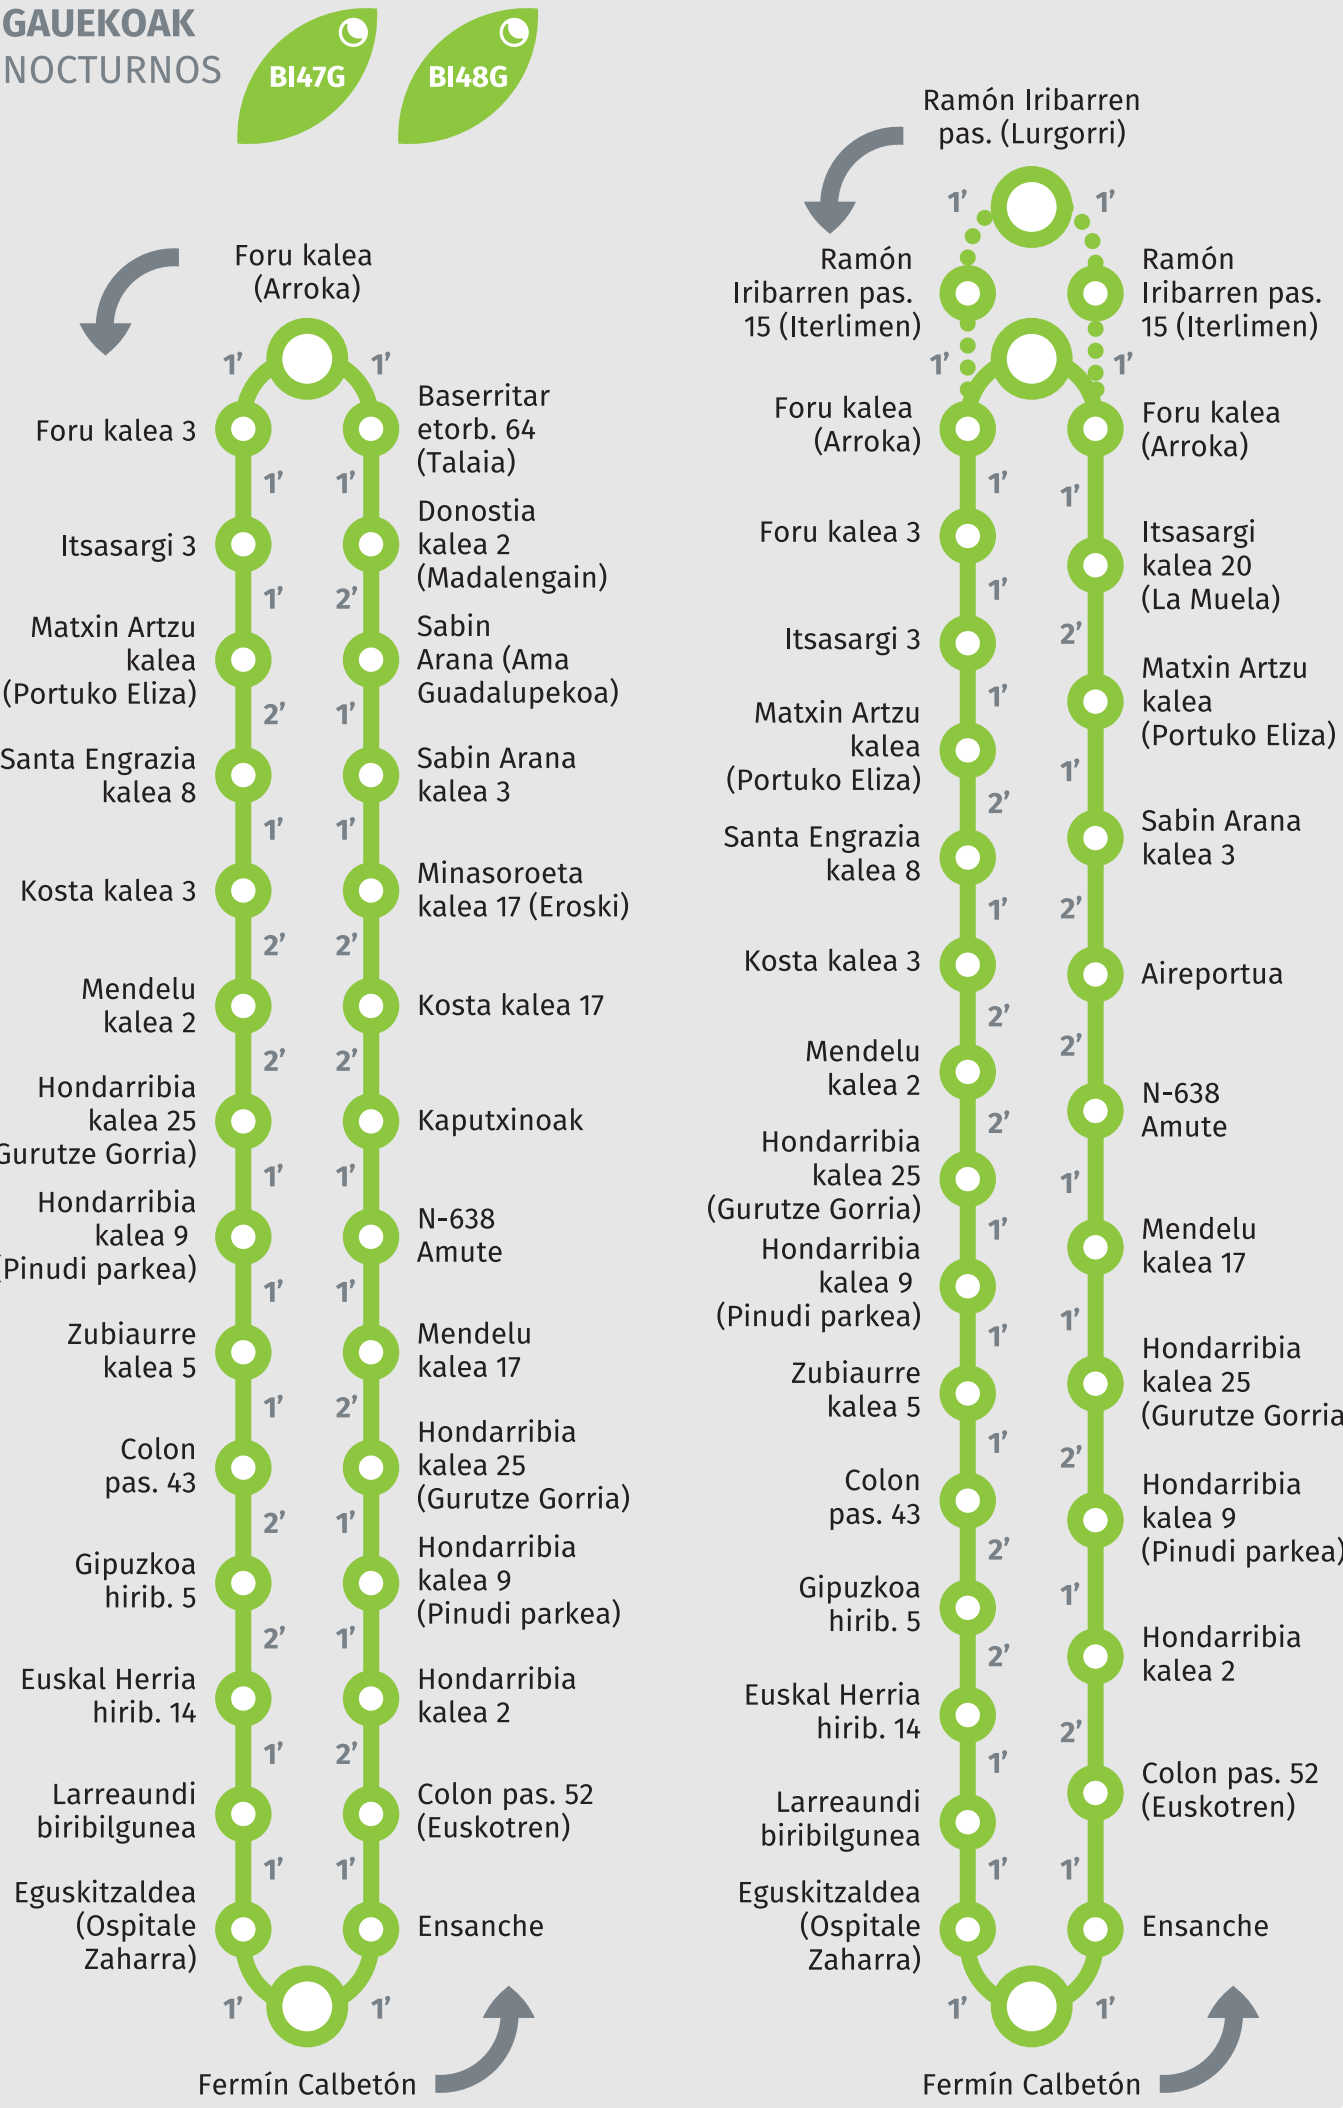 GAUEKOAK
NOCTURNOS
BI47G
BI48G
Foru kalea
(Arroka)
1’
1’
Foru kalea 3
1’
Itsasargi 3
1’
Matxin Artzu
kalea
(Portuko Eliza)
2’
Santa Engrazia
kalea 8
1’
Kosta kalea 3
2’
Mendelu
kalea 2
2’
Hondarribia
kalea 25
Gurutze Gorria)
1’
Hondarribia
kalea 9
(Pinudi parkea)
1’
Zubiaurre
kalea 5
1’
Colon
pas. 43
2’
Gipuzkoa
hirib. 5
2’
Euskal Herria
hirib. 14
1’
Larreaundi
biribilgunea
1’
Eguskitzaldea
(Ospitale
Zaharra)
1’
Baserritar
etorb. 64
(Talaia)
1’
Donostia
kalea 2
(Madalengain)
2’
Sabin
Arana (Ama
Guadalupekoa)
1’
Sabin Arana
kalea 3
1’
Minasoroeta
kalea 17 (Eroski)
2’
Kosta kalea 17
2’
Kaputxinoak
1’
N-638
Amute
1’
Mendelu
kalea 17
2’
Hondarribia
kalea 25
(Gurutze Gorria)
1’
Hondarribia
kalea 9
(Pinudi parkea)
1’
Hondarribia
kalea 2
2’
Colon pas. 52
(Euskotren)
1’
Ensanche
1’
Fermín Calbetón
Ramón Iribarren
pas. (Lurgorri)
1’
1’
Ramón
Iribarren pas.
15 (Iterlimen)
1’
Foru kalea
(Arroka)
1’
Foru kalea 3
1’
Itsasargi 3
1’
Matxin Artzu
kalea
(Portuko Eliza)
2’
Santa Engrazia
kalea 8
1’
Kosta kalea 3
2’
Mendelu
kalea 2
2’
Hondarribia
kalea 25
(Gurutze Gorria)
1’
Hondarribia
kalea 9
(Pinudi parkea)
1’
Zubiaurre
kalea 5
1’
Colon
pas. 43
2’
Gipuzkoa
hirib. 5
2’
Euskal Herria
hirib. 14
1’
Larreaundi
biribilgunea
1’
Eguskitzaldea
(Ospitale
Zaharra)
1’
Ramón
Iribarren pas.
15 (Iterlimen)
1’
Foru kalea
(Arroka)
1’
Itsasargi
kalea 20
(La Muela)
2’
Matxin Artzu
kalea
(Portuko Eliza)
1’
Sabin Arana
kalea 3
2’
Aireportua
2’
N-638
Amute
1’
Mendelu
kalea 17
1’
Hondarribia
kalea 25
(Gurutze Gorria
2’
Hondarribia
kalea 9
(Pinudi parkea)
1’
Hondarribia
kalea 2
2’
Colon pas. 52
(Euskotren)
1’
Ensanche
1’
Fermín Calbetón